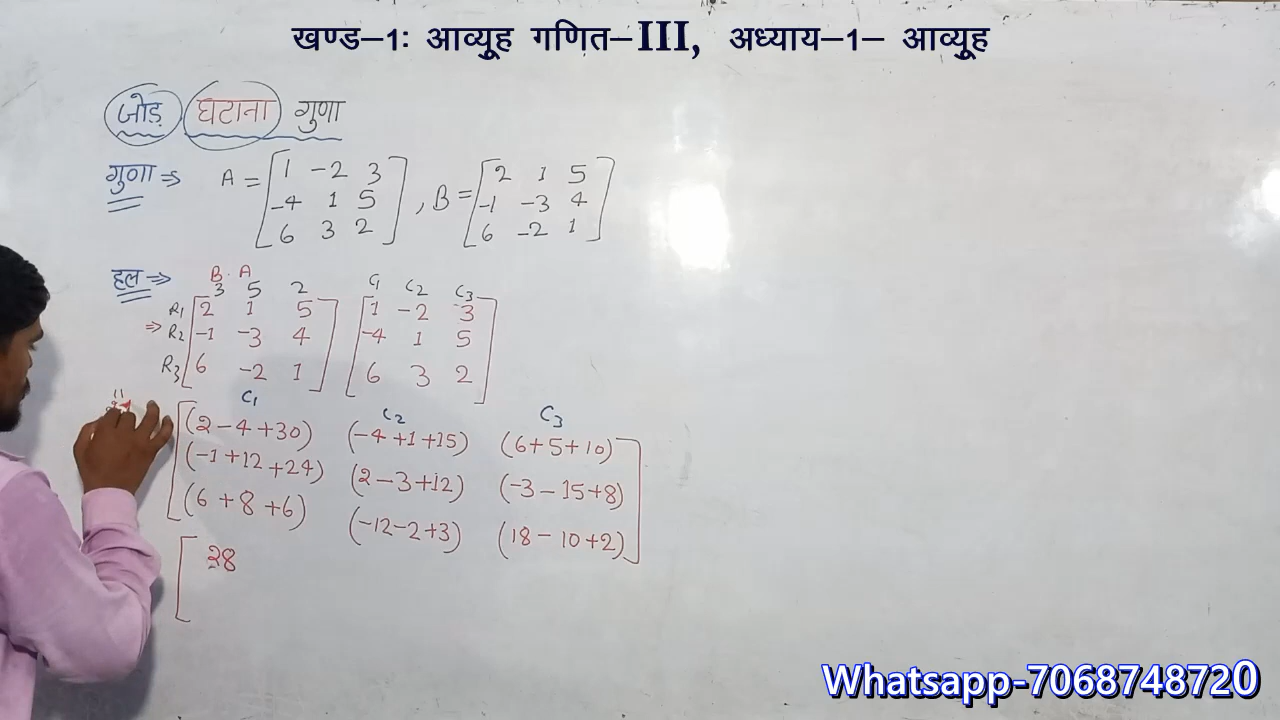 खण्ड–1: आव्यूह गणित–III, अध्याय–1– आव्यूह
जोड़ घटाना गुणा
गुणा ⇒ A = [1 -2 3
-4 1 5
6 3 2] , B = [2 1 5
-1 -3 4
6 -2 1]
हल ⇒ B · A
3 5 2 C1 C2 C3
R1 [2 1 5 [1 -2 3
⇒ R2 -1 -3 4] -4 1 5]
R3 6 -2 1 6 3 2
C1 C2 C3
[(2-4+30) (-4+1+15) (6+5+10)
(-1+12+24) (2-3+12) (-3-15+8)
(6+8+6) (-12-2+3) (18-10+2)]
[28
Whatsapp-7068748720